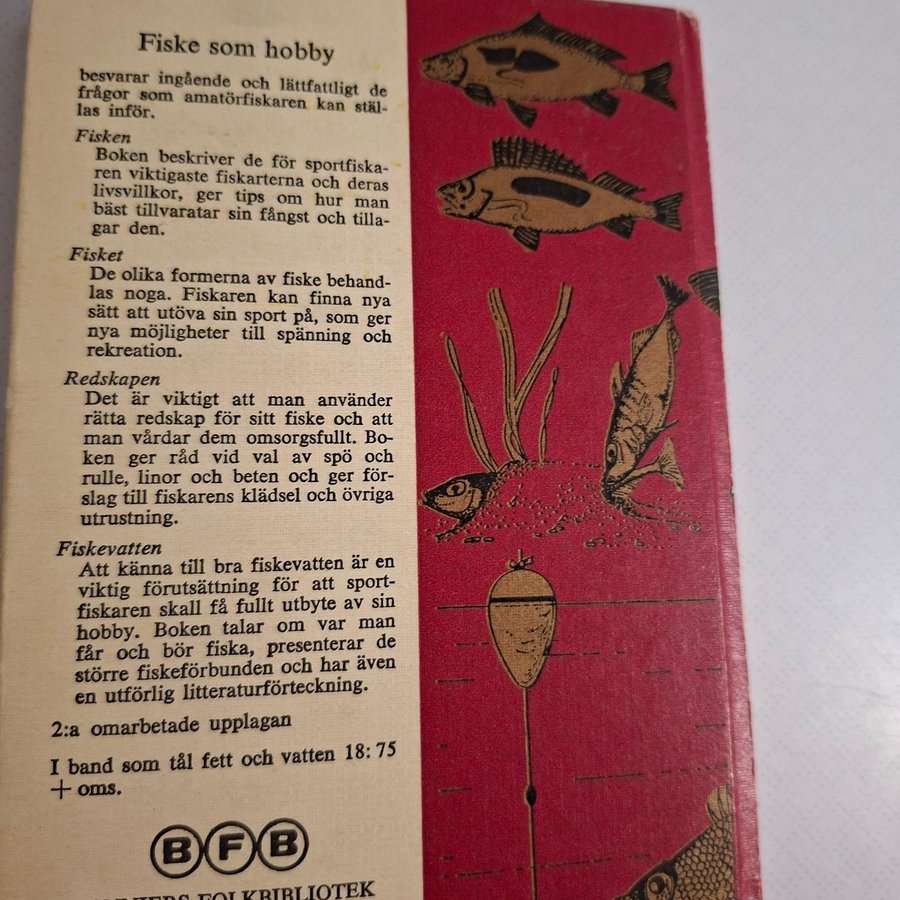 Fiske som hobby
besvarar ingående och lättfattligt de
frågor som amatörfiskaren kan stäl-
las inför.
Fisken
Boken beskriver de för sportfiska-
ren viktigaste fiskarterna och deras
livsvillkor, ger tips om hur man
bäst tillvaratar sin fångst och tilla-
gar den.
Fisket
De olika formerna av fiske behand-
las noga. Fiskaren kan finna nya
sätt att utöva sin sport på, som ger
nya möjligheter till spänning och
rekreation.
Redskapen
Det är viktigt att man använder
rätta redskap för sitt fiske och att
man vårdar dem omsorgsfullt. Bo-
ken ger råd vid val av spö och
rulle, linor och beten och ger för-
slag till fiskarens klädsel och övriga
utrustning.
Fiskevatten
Att känna till bra fiskevatten är en
viktig förutsättning för att sport-
fiskaren skall få fullt utbyte av sin
hobby. Boken talar om var man
får och bör fiska, presenterar de
större fiskeförbunden och har även
en utförlig litteraturförteckning.
2:a omarbetade upplagan
I band som tål fett och vatten 18:75
+ oms.
BFB
FOLKBIBLIOTEK